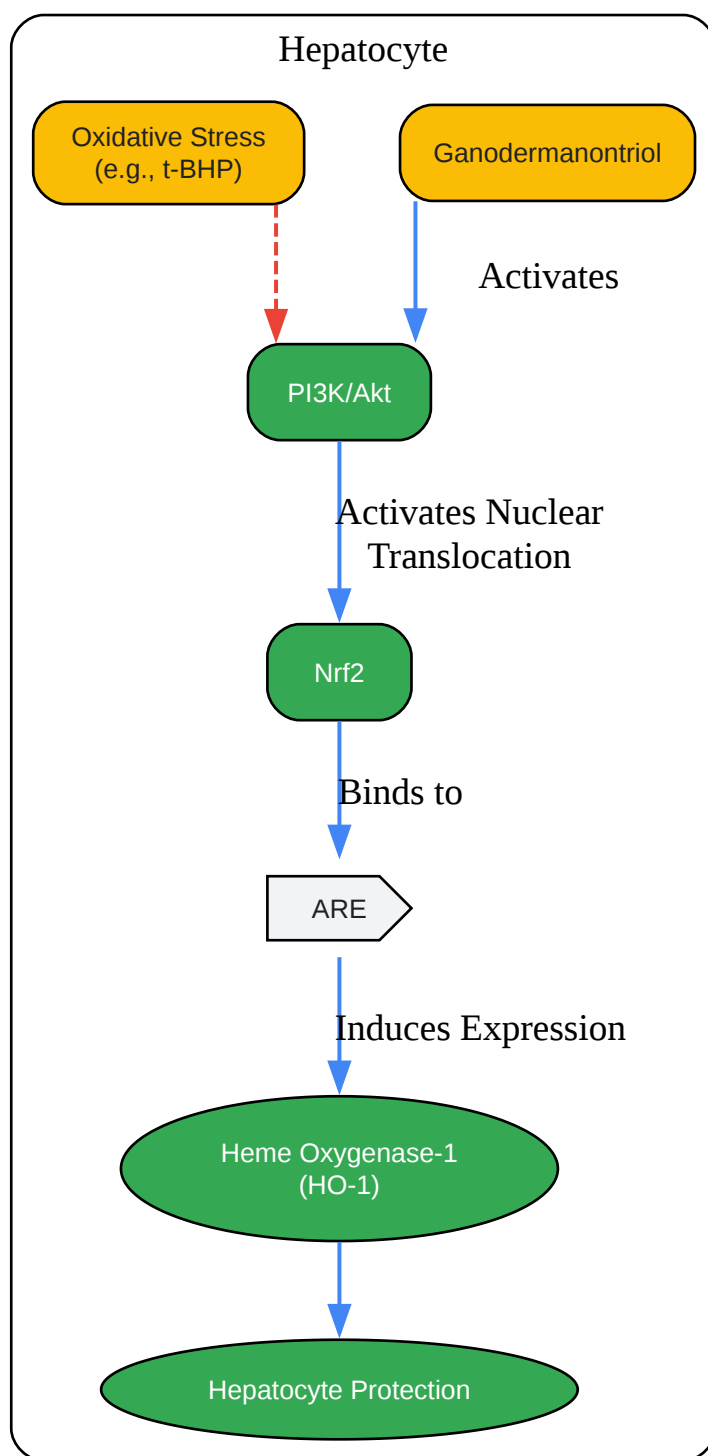 Hepatocyte
Oxidative Stress
(e.g., t-BHP)
Ganodermanontriol
Activates
PI3K/Akt
Activates Nuclear
Translocation
Nrf2
Binds to
ARE
Induces Expression
Heme Oxygenase-1
(HO-1)
Hepatocyte Protection